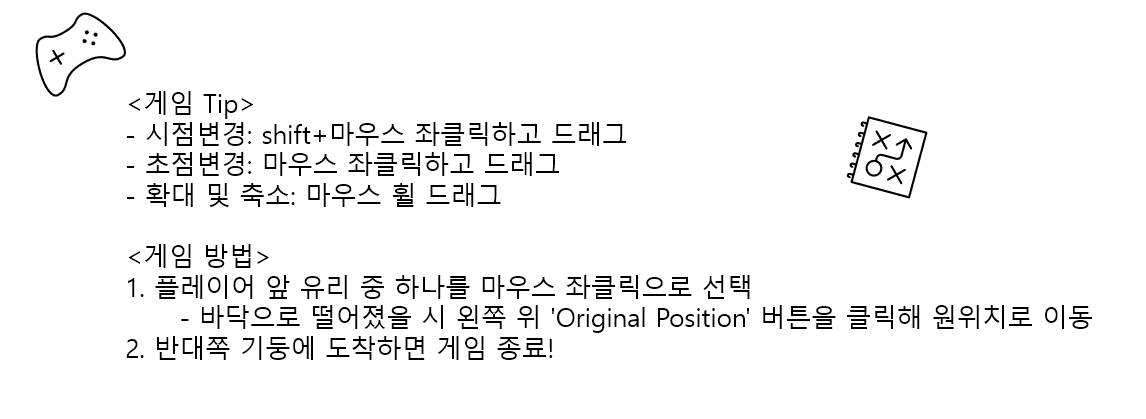 <게임 Tip>
- 시점변경: shift+마우스 좌클릭하고 드래그
- 초점변경: 마우스 좌클릭하고 드래그
- 확대 및 축소: 마우스 휠 드래그
<게임 방법>
1. 플레이어 앞 유리 중 하나를 마우스 좌클릭으로 선택
- 바닥으로 떨어졌을 시 왼쪽 위 'Original Position' 버튼을 클릭해 원위치로 이동
2. 반대쪽 기둥에 도착하면 게임 종료!